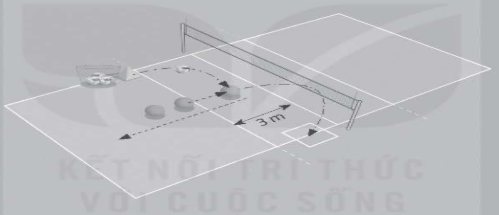 3 m
KẾT NỐI TRI THỨC
VỚI CUỘC SỐNG